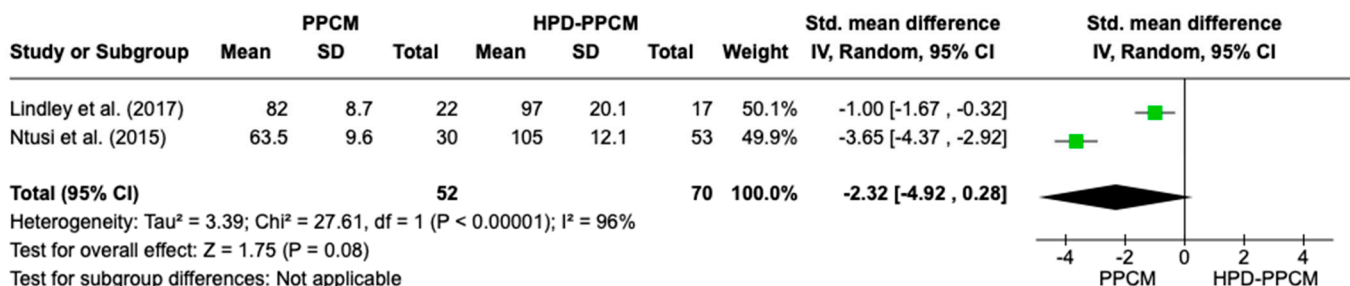 PPCM HPD-PPCM Std. mean difference Std. mean difference
Study or Subgroup Mean SD Total Mean SD Total Weight IV, Random, 95% CI IV, Random, 95% CI
Lindley et al. (2017) 82 8.7 22 97 20.1 17 50.1% -1.00 [-1.67 , -0.32]
Ntusi et al. (2015) 63.5 9.6 30 105 12.1 53 49.9% -3.65 [-4.37 , -2.92]
Total (95% CI) 52 70 100.0% -2.32 [-4.92 , 0.28]
Heterogeneity: Tau² = 3.39; Chi² = 27.61, df = 1 (P < 0.00001); I² = 96%
Test for overall effect: Z = 1.75 (P = 0.08)
Test for subgroup differences: Not applicable
-4 -2 0 2 4
PPCM HPD-PPCM